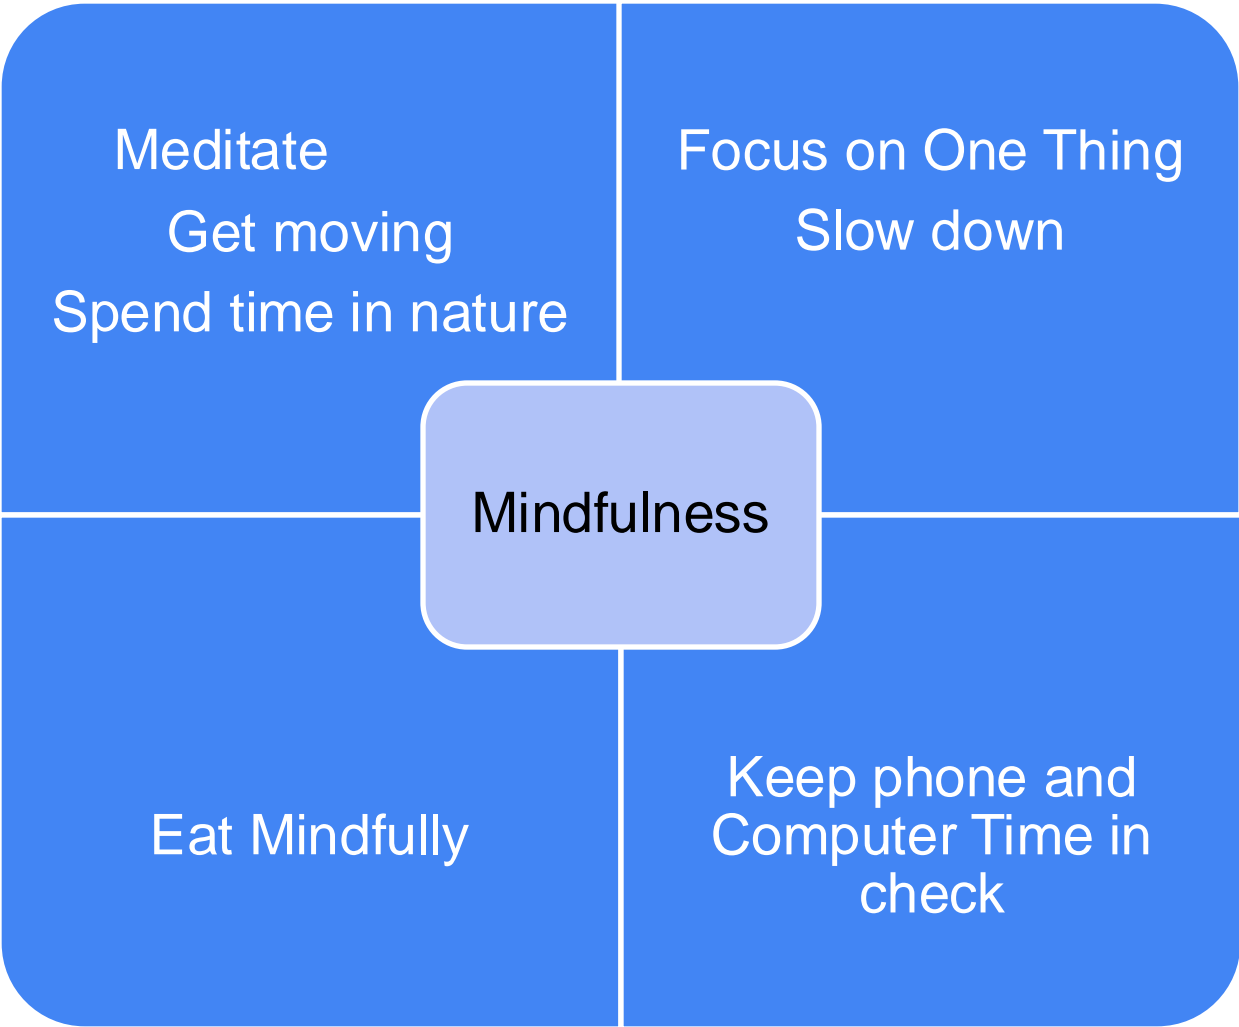 Meditate
Get moving
Spend time in nature
Focus on One Thing
Slow down
Mindfulness
Eat Mindfully
Keep phone and
Computer Time in
check